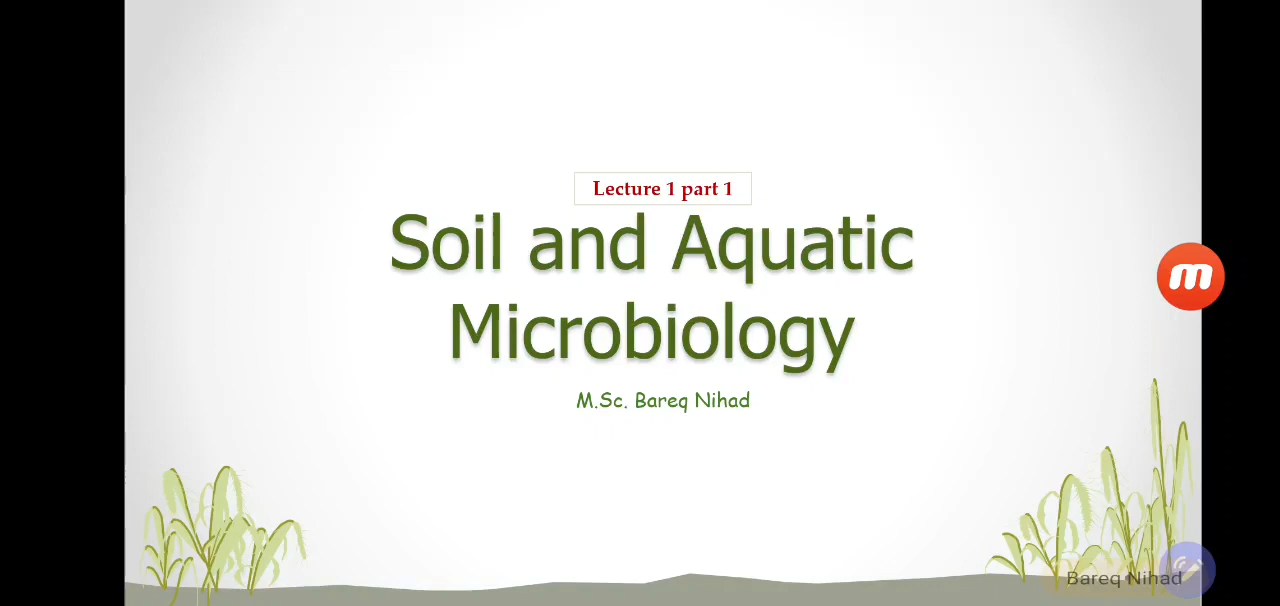 Lecture 1 part 1
Soil and Aquatic
Microbiology
M.Sc. Bareq Nihad
m
Bareq Nihad